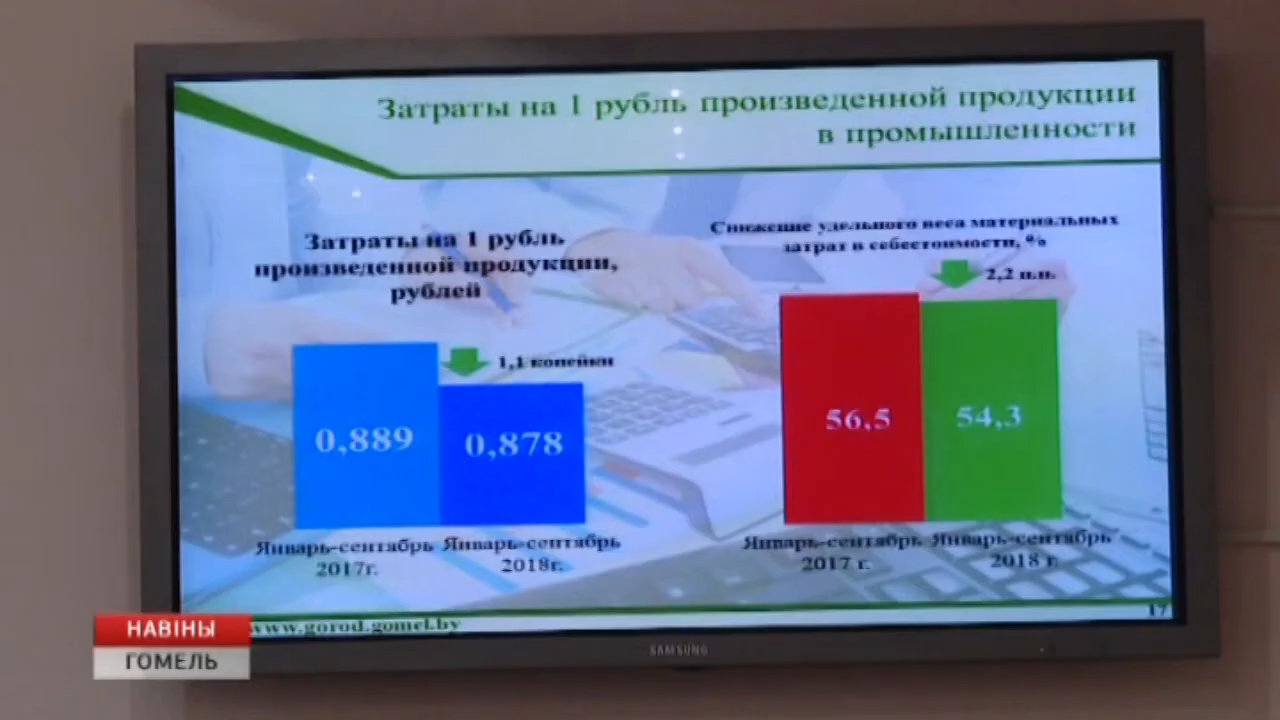 Затраты на 1 рубль произведенной продукции
в промышленности
Затраты на 1 рубль
произведенной продукции,
рублей
1,1 копейки
0,889
0,878
Январь-сентябрь
2017г.
Январь-сентябрь
2018г.
Снижение удельного веса материальных
затрат в себестоимости, %
2,2 п.п.
56,5
54,3
Январь-сентябрь
2017 г.
Январь-сентябрь
2018 г.
17
www.gorod.gomel.by
SAMSUNG
НАВІНЫ
ГОМЕЛЬ